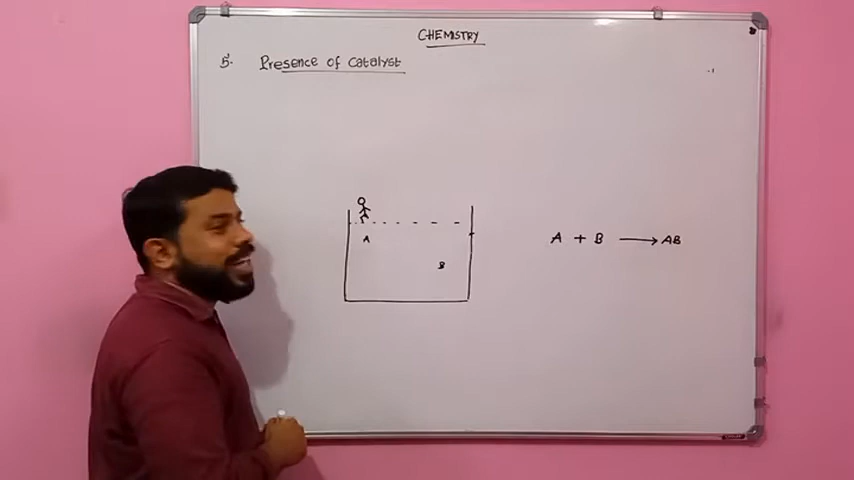 CHEMISTRY
5. Presence of catalyst
A
B
A + B → AB